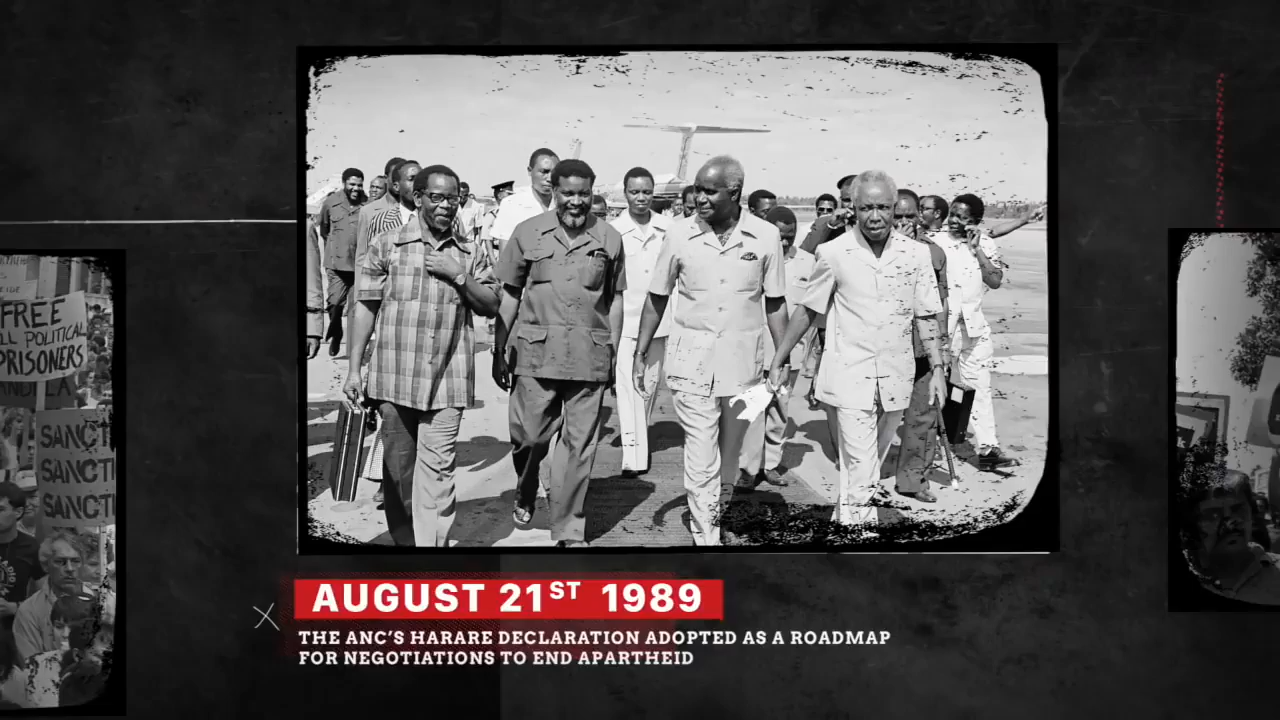 FREE
ALL POLITICAL
PRISONERS
SANCTI
SANCTI
SANCTI
AUGUST 21ST 1989
THE ANC'S HARARE DECLARATION ADOPTED AS A ROADMAP
FOR NEGOTIATIONS TO END APARTHEID